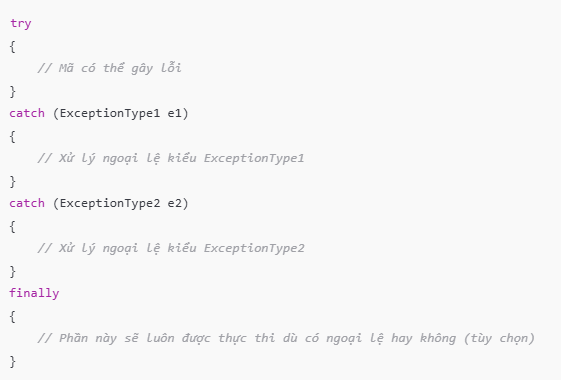 try
{
    // Mã có thể gây lỗi
}
catch (ExceptionType1 e1)
{
    // Xử lý ngoại lệ kiểu ExceptionType1
}
catch (ExceptionType2 e2)
{
    // Xử lý ngoại lệ kiểu ExceptionType2
}
finally
{
    // Phần này sẽ luôn được thực thi dù có ngoại lệ hay không (tùy chọn)
}